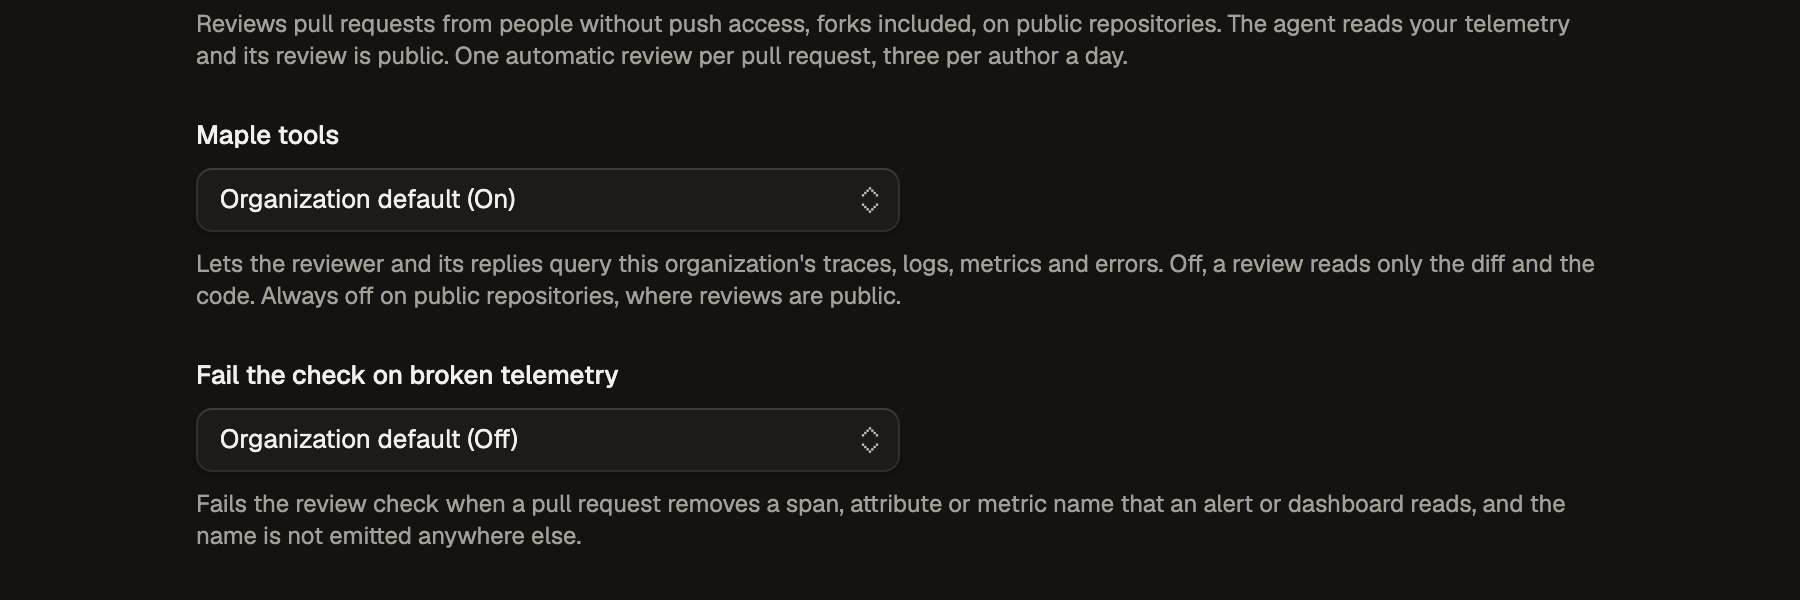 Reviews pull requests from people without push access, forks included, on public repositories. The agent reads your telemetry
and its review is public. One automatic review per pull request, three per author a day.
Maple tools
Organization default (On)
Lets the reviewer and its replies query this organization's traces, logs, metrics and errors. Off, a review reads only the diff and the
code. Always off on public repositories, where reviews are public.
Fail the check on broken telemetry
Organization default (Off)
Fails the review check when a pull request removes a span, attribute or metric name that an alert or dashboard reads, and the
name is not emitted anywhere else.